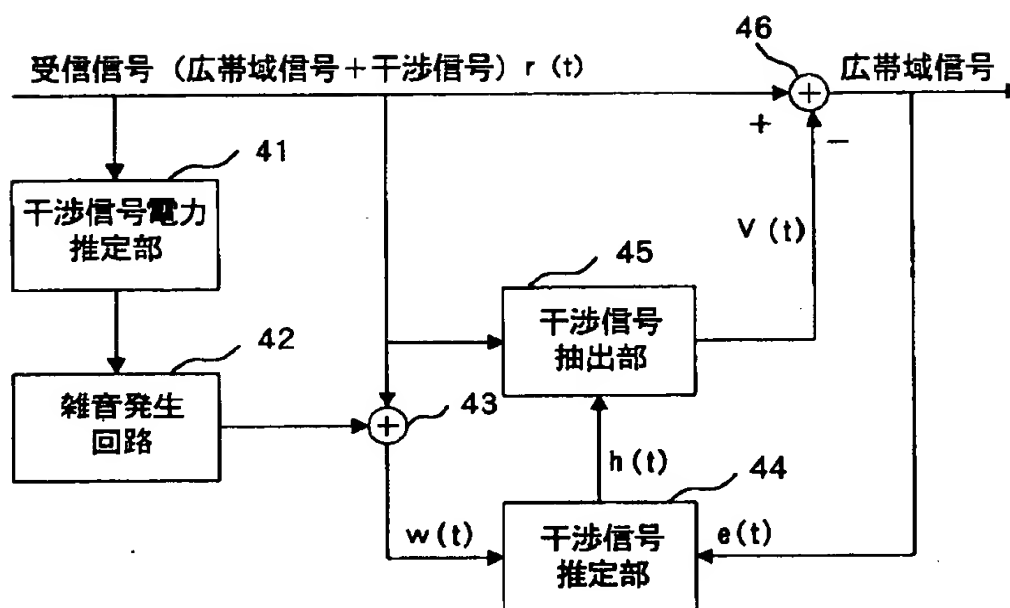 46
受信信号（広帯域信号＋干渉信号）r(t)
広帯域信号
+
+
−
41
干渉信号電力
推定部
V(t)
45
干渉信号
抽出部
42
雑音発生
回路
+
43
h(t)
44
w(t)
干渉信号
推定部
e(t)